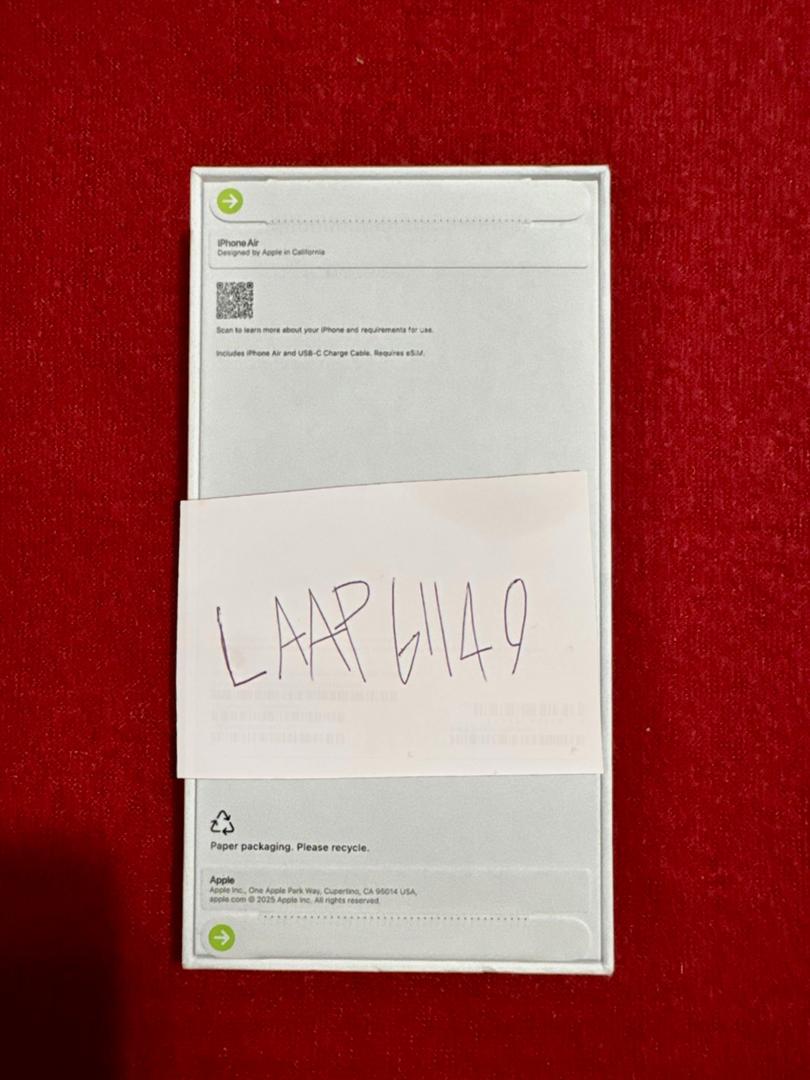 iPhone Air
Designed by Apple in California
Scan to learn more about your iPhone and requirements for use.
Includes iPhone Air and USB-C Charge Cable. Requires eSIM.
LAAP61149
Paper packaging. Please recycle.
Apple
Apple Inc., One Apple Park Way, Cupertino, CA 95014 USA,
apple.com © 2025 Apple Inc. All rights reserved.